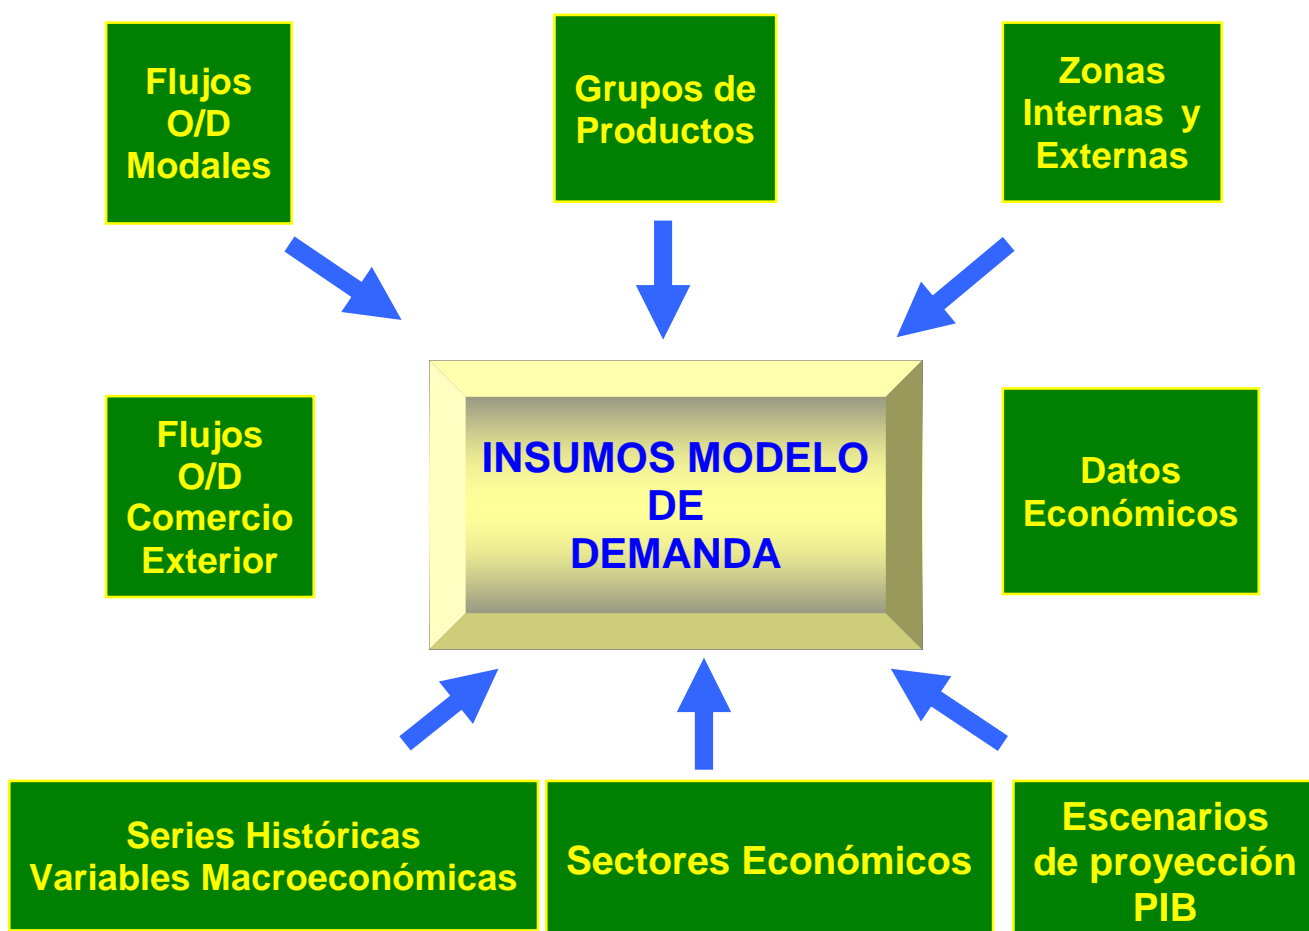 Flujos
O/D
Modales
Grupos de
Productos
Zonas
Internas y
Externas
Flujos
O/D
Comercio
Exterior
INSUMOS MODELO
DE
DEMANDA
Datos
Económicos
Series Históricas
Variables Macroeconómicas
Sectores Económicos
Escenarios
de proyección
PIB